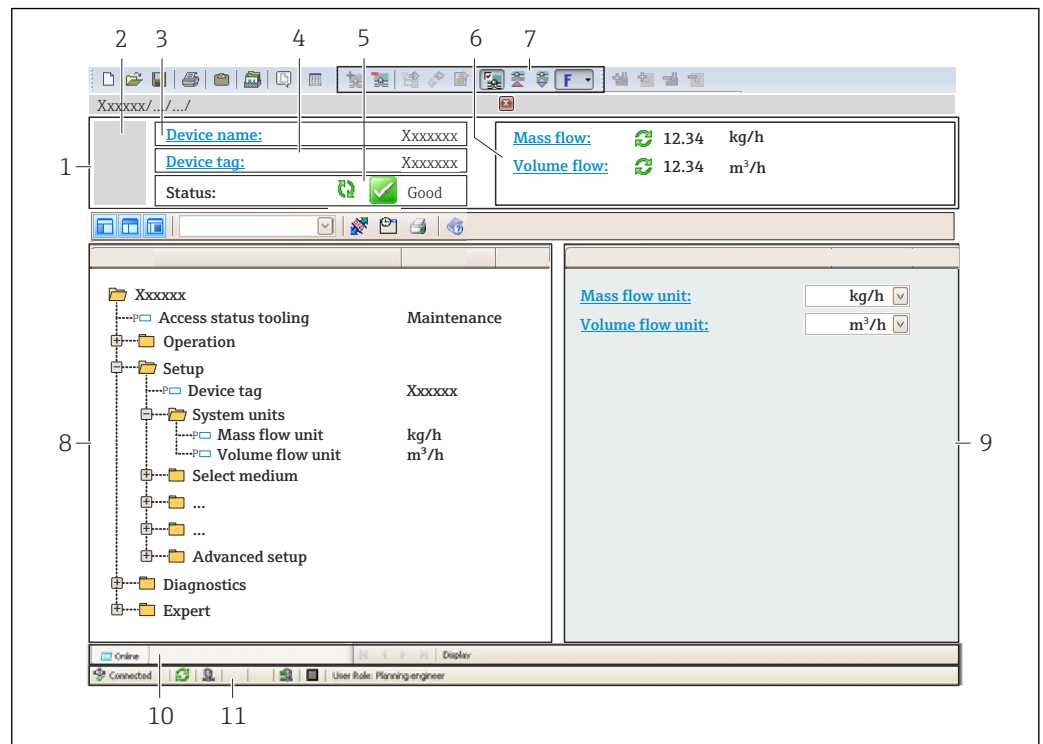 2 3 4 5 6 7
F
Xxxxxx/.../.../
1
Device name: Xxxxxxx
Device tag: Xxxxxxx
Status: Good
Mass flow: 12.34 kg/h
Volume flow: 12.34 m³/h
Xxxxxx
P Access status tooling Maintenance
Operation
Setup
P Device tag Xxxxxx
System units
P Mass flow unit kg/h
P Volume flow unit m³/h
Select medium
...
...
Advanced setup
Diagnostics
Expert
8
Mass flow unit: kg/h
Volume flow unit: m³/h
9
Online Display
Connected User Role: Planning engineer
10 11